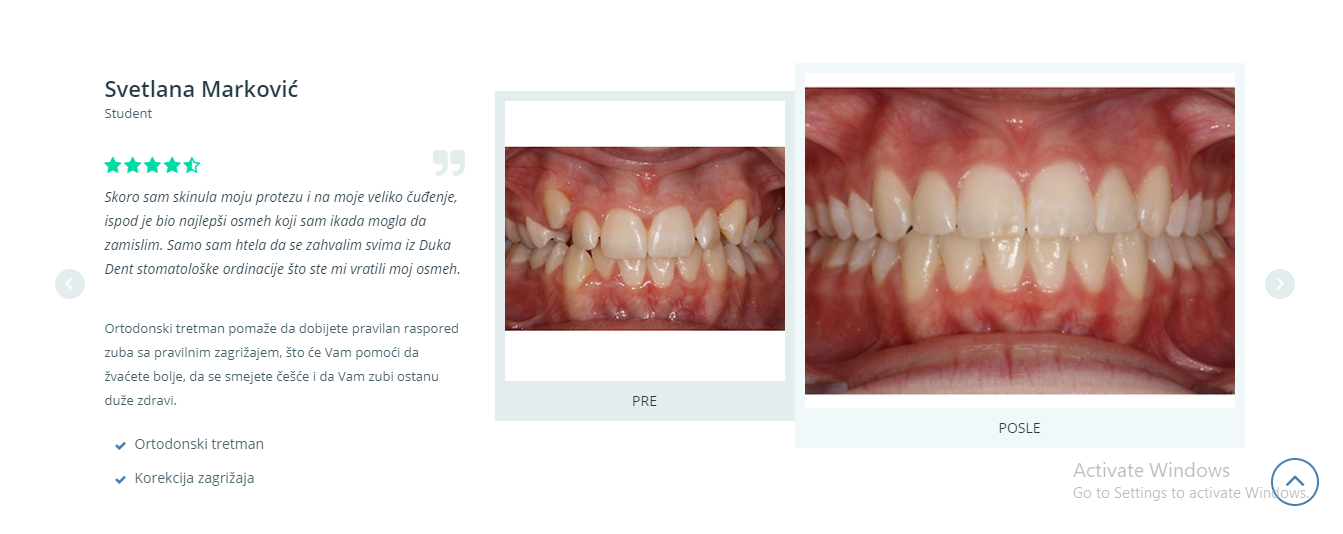 Svetlana Marković
Student
Skoro sam skinula moju protezu i na moje veliko čuđenje,
ispod je bio najlepši osmeh koji sam ikada mogla da
zamislim. Samo sam htela da se zahvalim svima iz Duka
Dent stomatološke ordinacije što ste mi vratili moj osmeh.
Ortodonski tretman pomaže da dobijete pravilan raspored
zuba sa pravilnim zagrižajem, što će Vam pomoći da
žvaćete bolje, da se smejete češće i da Vam zubi ostanu
duže zdravi.
Ortodonski tretman
Korekcija zagrižaja
PRE
POSLE
Activate Windows
Go to Settings to activate Windows.